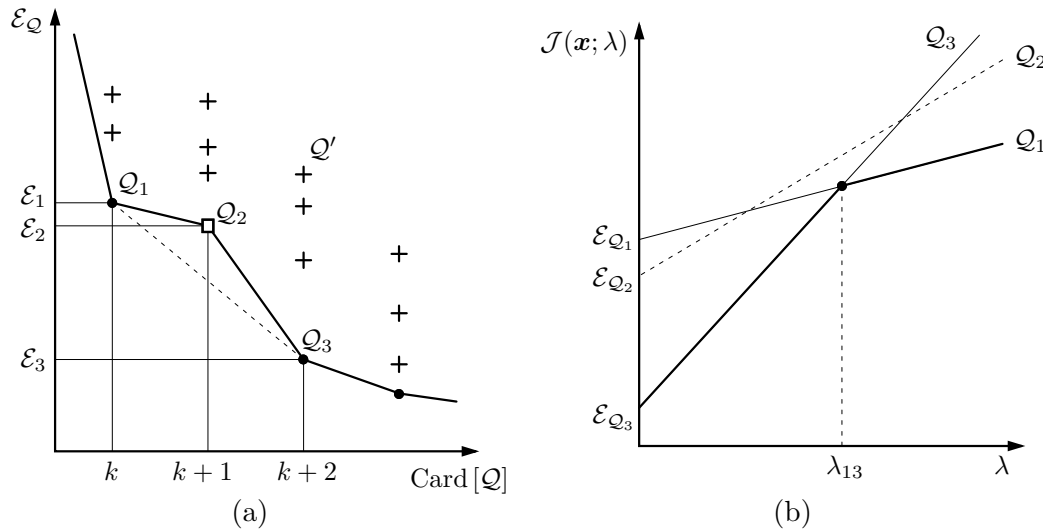 ℰ_𝒬
𝒬′
𝒬₁
ℰ₁
𝒬₂
ℰ₂
𝒬₃
ℰ₃
k
k + 1
k + 2
Card [𝒬]
(a)
𝒥(𝒙; λ)
𝒬₃
𝒬₂
𝒬₁
ℰ_𝒬₁
ℰ_𝒬₂
ℰ_𝒬₃
λ₁₃
λ
(b)